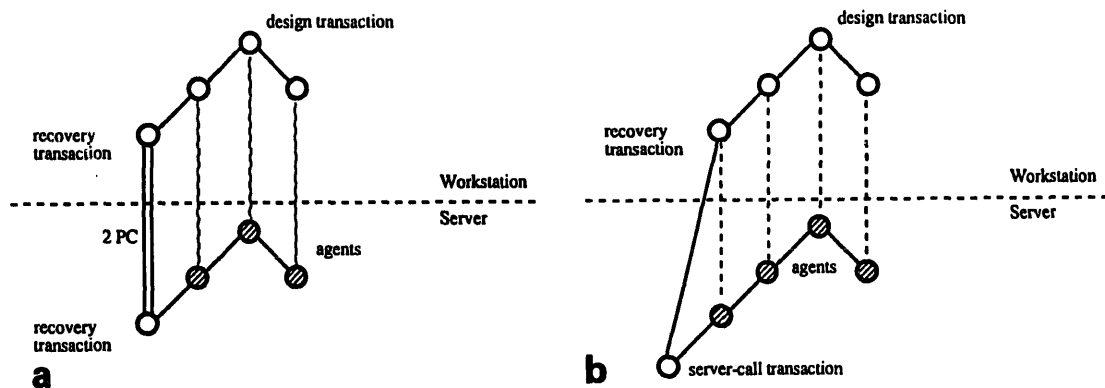 design transaction
recovery
transaction
Workstation
Server
2 PC
agents
recovery
transaction
a
design transaction
recovery
transaction
Workstation
Server
agents
server-call transaction
b